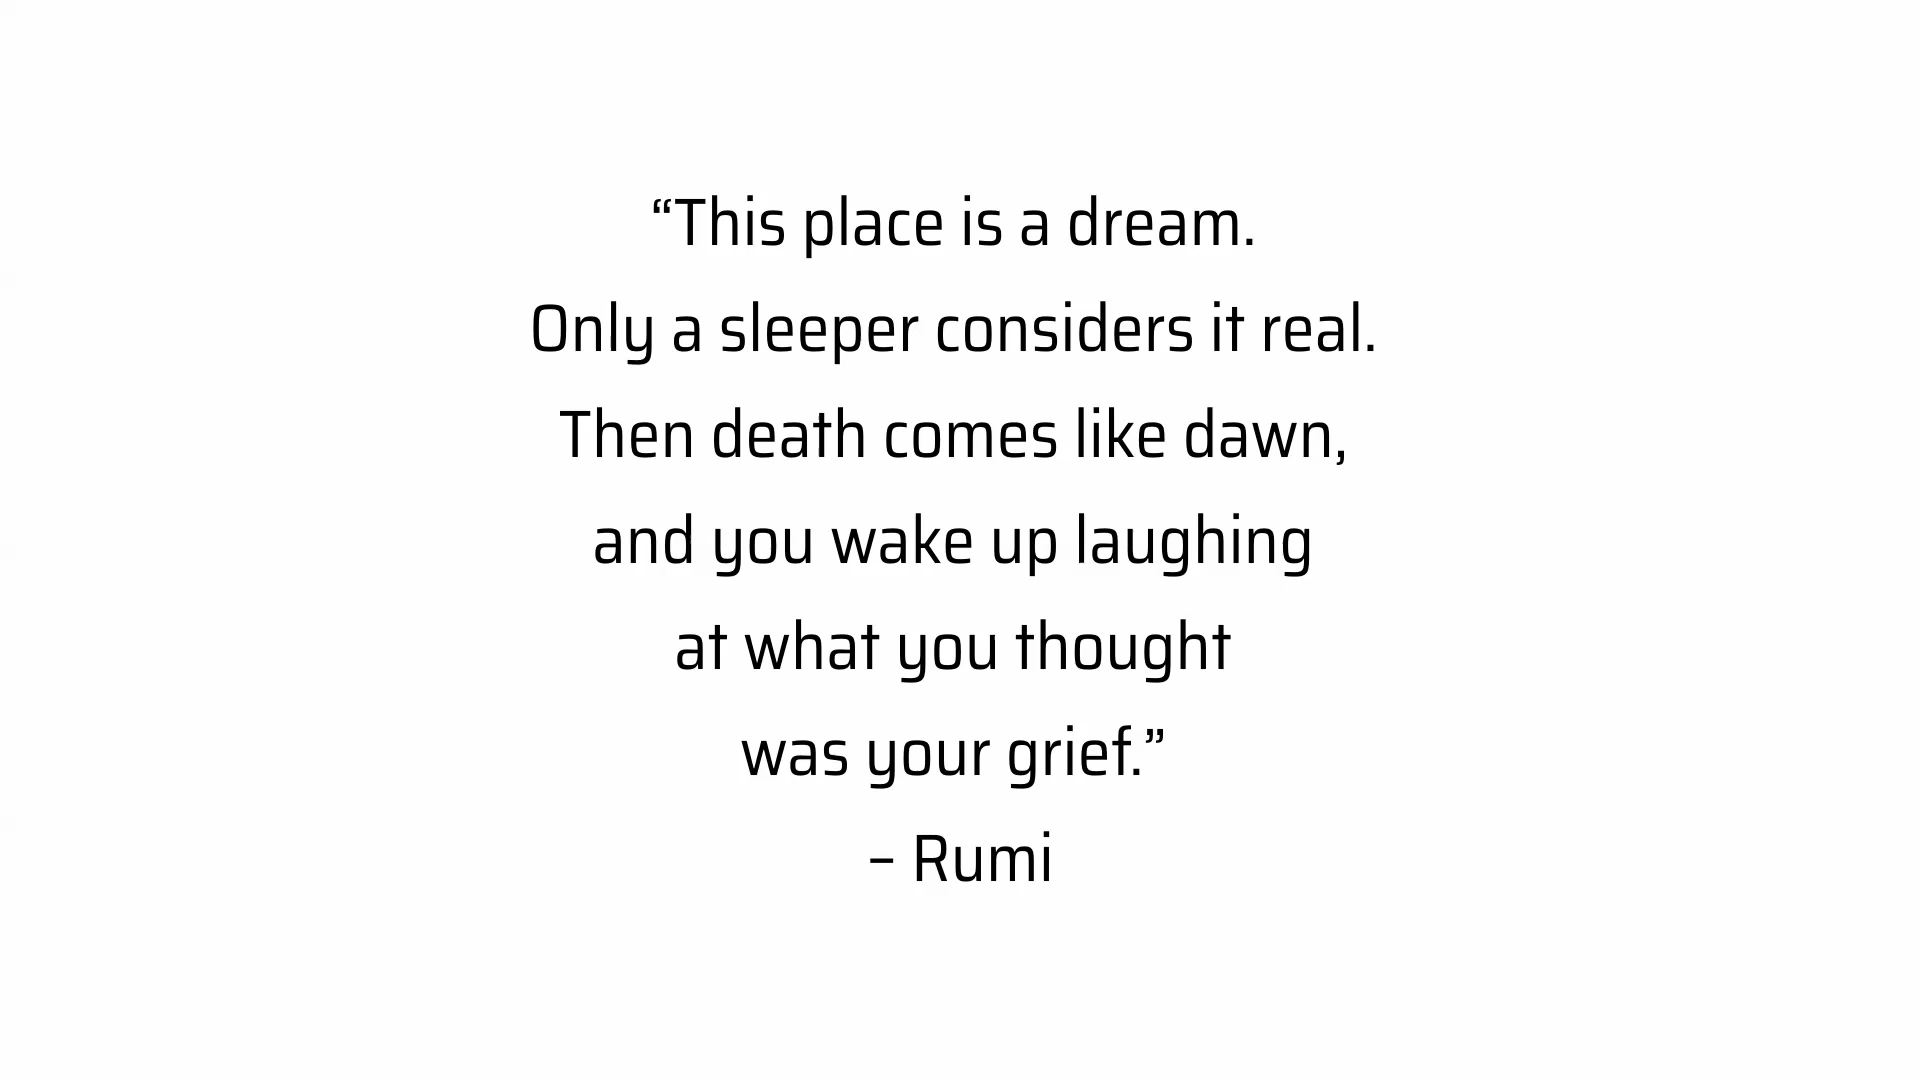 “This place is a dream.
Only a sleeper considers it real.
Then death comes like dawn,
and you wake up laughing
at what you thought
was your grief.”
– Rumi